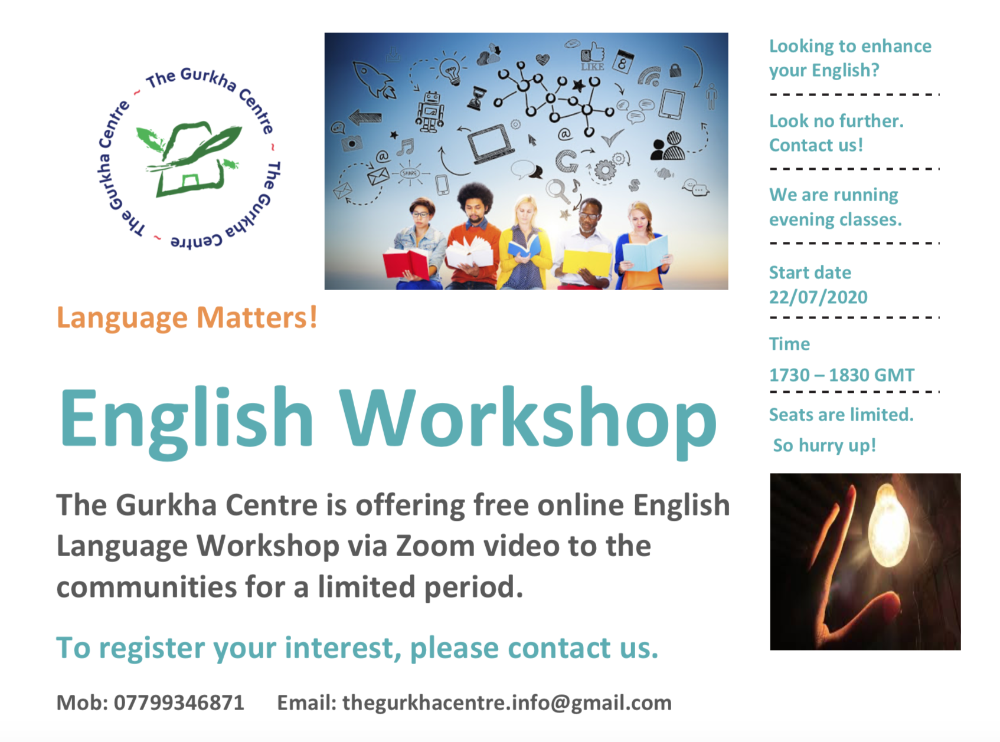 The Gurkha Centre ~ The Gurkha Centre ~ The Gurkha Centre ~
LIKE
8
@
@
SHARE
$
Language Matters!
English Workshop
The Gurkha Centre is offering free online English
Language Workshop via Zoom video to the
communities for a limited period.
To register your interest, please contact us.
Mob: 07799346871 Email: thegurkhacentre.info@gmail.com
Looking to enhance
your English?
Look no further.
Contact us!
We are running
evening classes.
Start date
22/07/2020
Time
1730 – 1830 GMT
Seats are limited.
So hurry up!